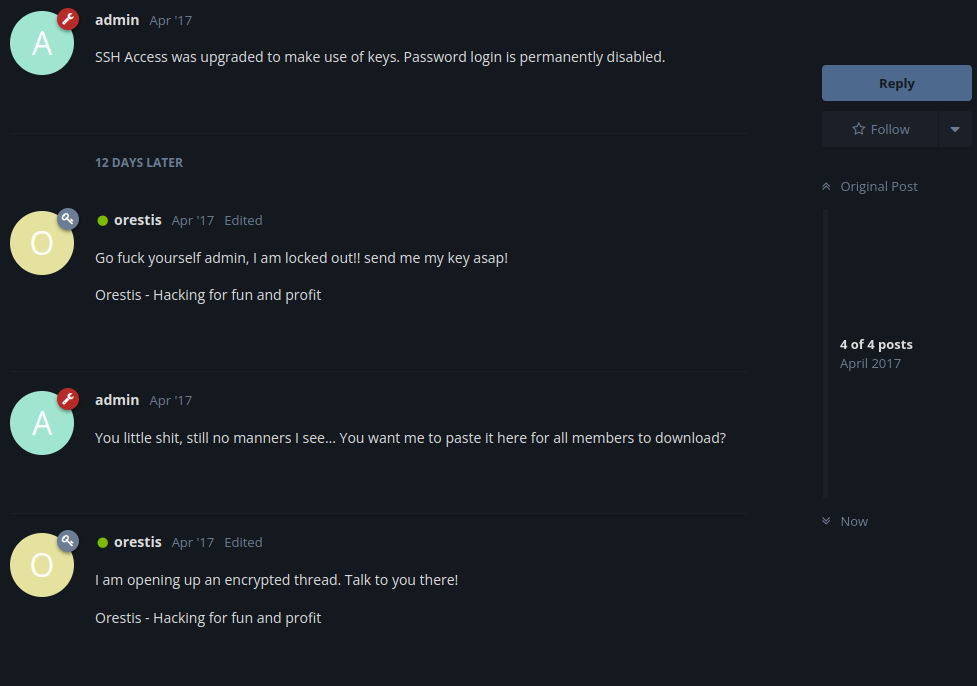 A
admin Apr '17
SSH Access was upgraded to make use of keys. Password login is permanently disabled.
Reply
Follow
12 DAYS LATER
Original Post
O
orestis Apr '17 Edited
Go fuck yourself admin, I am locked out!! send me my key asap!
Orestis - Hacking for fun and profit
4 of 4 posts
April 2017
A
admin Apr '17
You little shit, still no manners I see... You want me to paste it here for all members to download?
Now
O
orestis Apr '17 Edited
I am opening up an encrypted thread. Talk to you there!
Orestis - Hacking for fun and profit